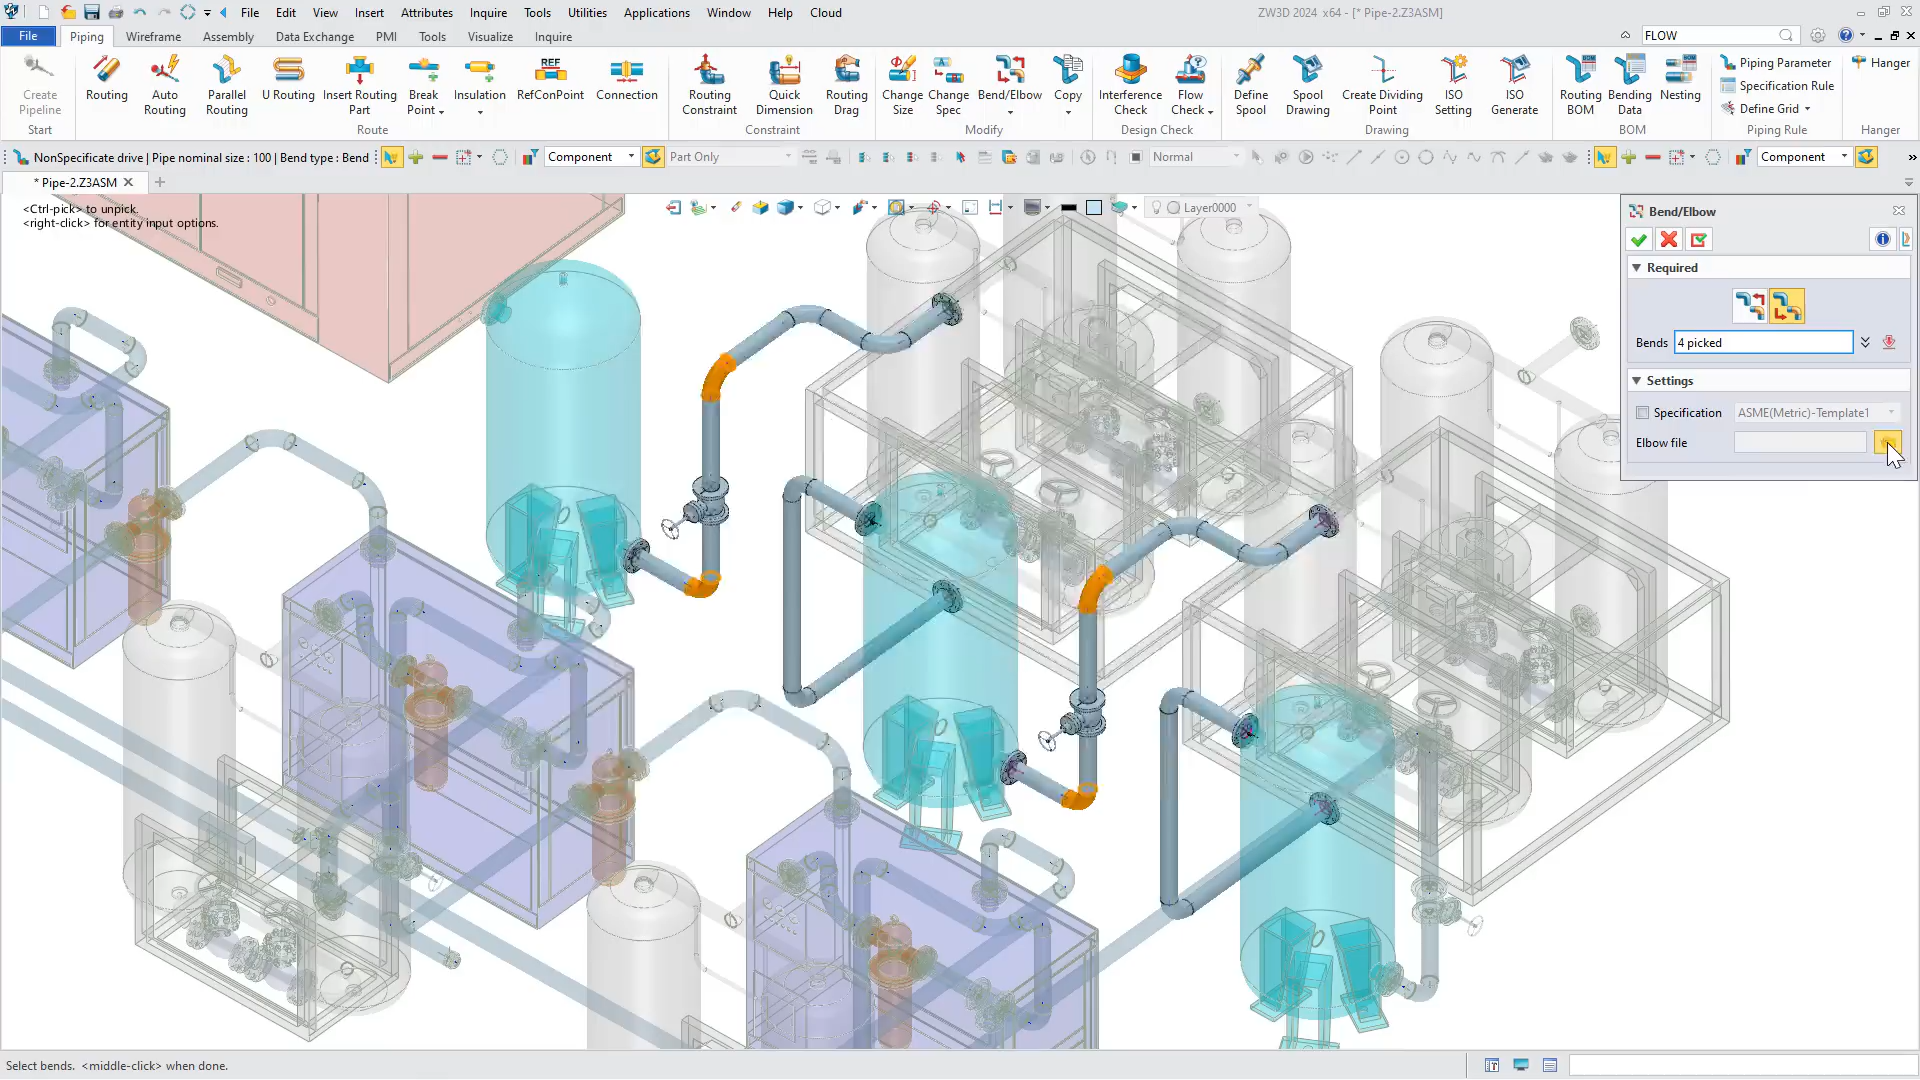 File Edit View Insert Attributes Inquire Tools Utilities Applications Window Help Cloud
ZW3D 2024 x64 - [* Pipe-2.Z3ASM]
File Piping Wireframe Assembly Data Exchange PMI Tools Visualize Inquire
FLOW
Create Pipeline
Routing
Auto Routing
Parallel Routing
U Routing
Insert Routing Part
Break Point
Insulation
REF
RefConPoint
Connection
Routing Constraint
Quick Dimension
Routing Drag
Change Size
Change Spec
Bend/Elbow
Copy
Interference Check
Flow Check
Define Spool
Spool Drawing
Create Dividing Point
ISO Setting
ISO Generate
Routing BOM
Bending Data
Nesting
Piping Parameter
Specification Rule
Define Grid
Hanger
Start Route Constraint Modify Design Check Drawing BOM Piping Rule Hanger
NonSpecificate drive | Pipe nominal size : 100 | Bend type : Bend
Component
Part Only
Normal
Component
* Pipe-2.Z3ASM
<Ctrl-pick> to unpick.
<right-click> for entity input options.
Layer0000
Bend/Elbow
Required
Bends 4 picked
Settings
Specification ASME(Metric)-Template1
Elbow file
Select bends. <middle-click> when done.